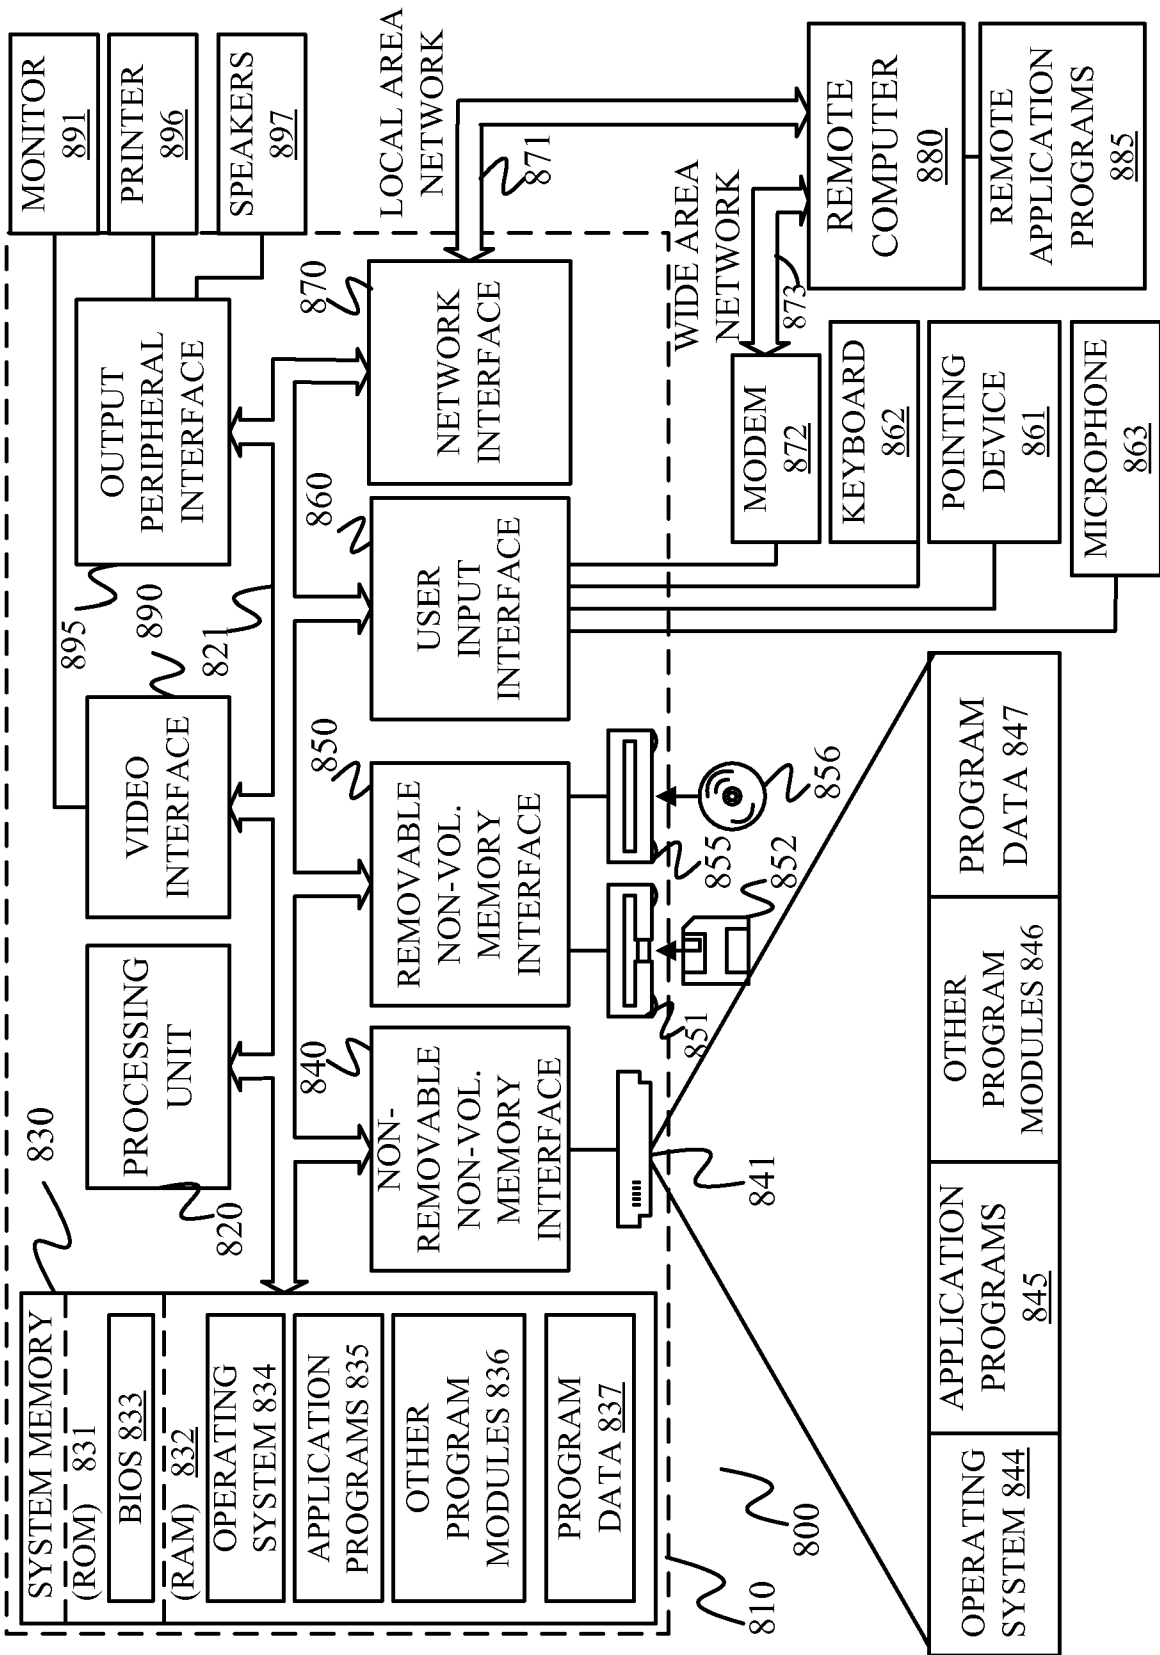 SYSTEM MEMORY
(ROM) 831
BIOS 833
(RAM) 832
OPERATING
SYSTEM 834
APPLICATION
PROGRAMS 835
OTHER
PROGRAM
MODULES 836
PROGRAM
DATA 837
830
810
800
820
PROCESSING
UNIT
VIDEO
INTERFACE
890
821
895
OUTPUT
PERIPHERAL
INTERFACE
MONITOR
891
PRINTER
896
SPEAKERS
897
840
NON-
REMOVABLE
NON-VOL.
MEMORY
INTERFACE
850
REMOVABLE
NON-VOL.
MEMORY
INTERFACE
860
USER
INPUT
INTERFACE
870
NETWORK
INTERFACE
LOCAL AREA
NETWORK
871
841
851
852
855
856
WIDE AREA
NETWORK
873
MODEM
872
KEYBOARD
862
POINTING
DEVICE
861
MICROPHONE
863
REMOTE
COMPUTER
880
REMOTE
APPLICATION
PROGRAMS
885
OPERATING
SYSTEM 844
APPLICATION
PROGRAMS
845
OTHER
PROGRAM
MODULES 846
PROGRAM
DATA 847